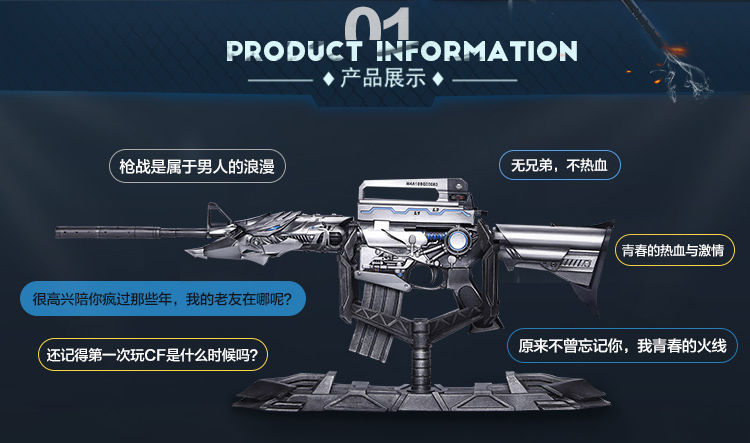 01
PRODUCT INFORMATION
产品展示
枪战是属于男人的浪漫
无兄弟，不热血
L1 L3
青春的热血与激情
很高兴陪你疯过那些年，我的老友在哪呢？
原来不曾忘记你，我青春的火线
还记得第一次玩CF是什么时候吗？